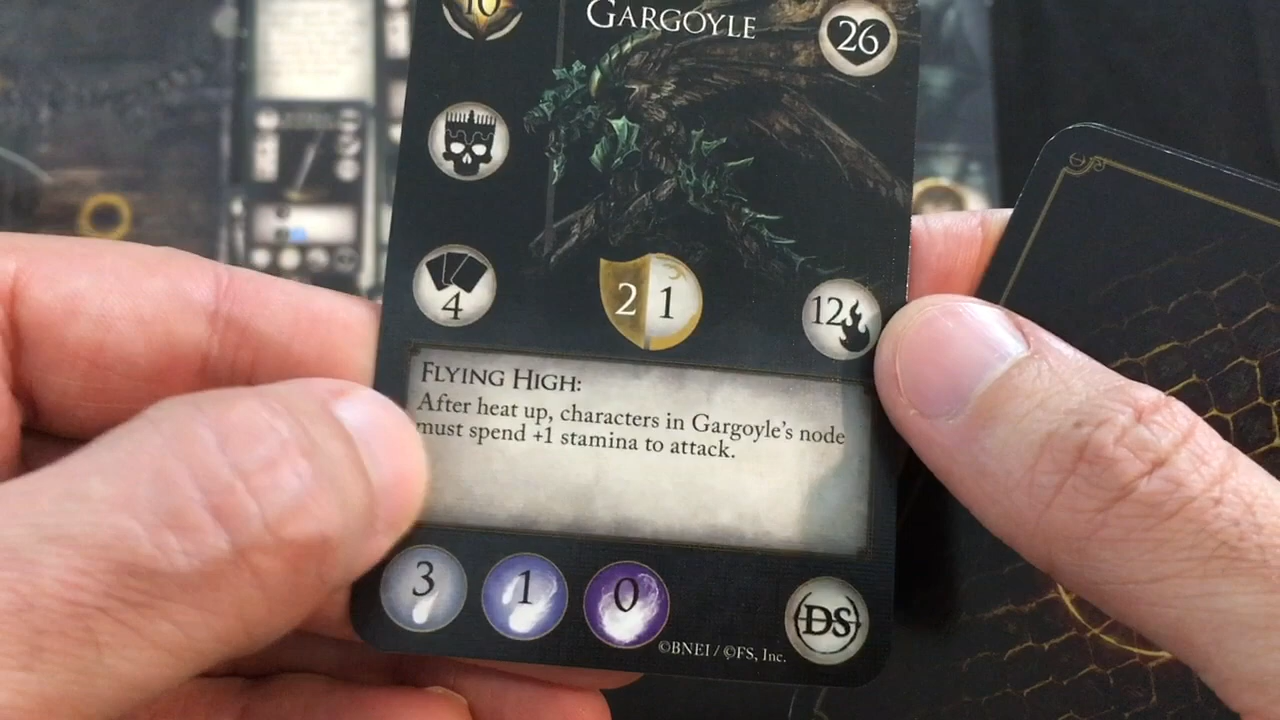 10
GARGOYLE
26
4
2 1
12
FLYING HIGH:
After heat up, characters in Gargoyle's node
must spend +1 stamina to attack.
3 1 0
DS
©BNEI / ©FS, Inc.